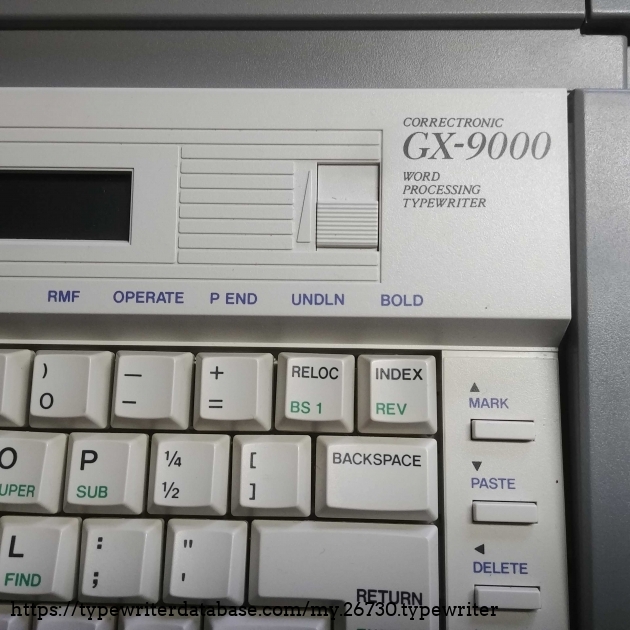 CORRECTRONIC
GX-9000
WORD
PROCESSING
TYPEWRITER
RMF OPERATE P END UNDLN BOLD
) — + RELOC INDEX
0 - = BS 1 REV
MARK
O P ¼ [ BACKSPACE
UPER SUB ½ ]
PASTE
L : "
FIND ; '
DELETE
RETURN
https://typewriterdatabase.com/my.26730.typewriter